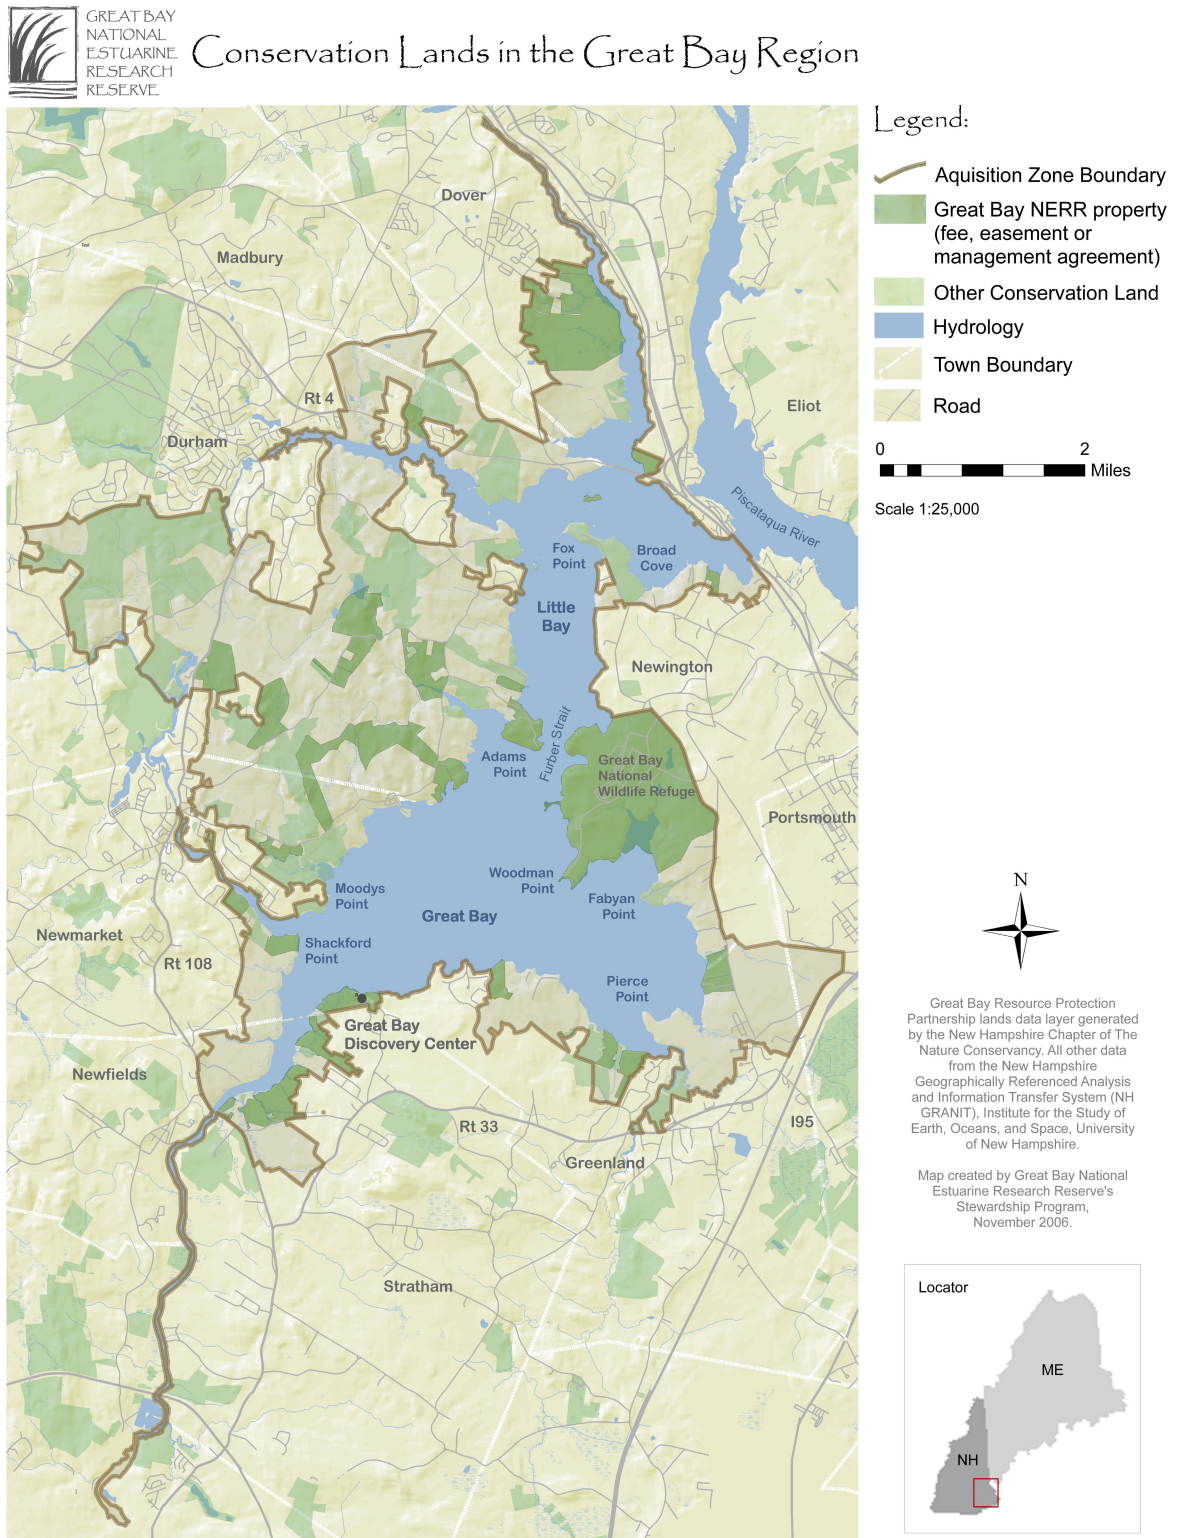 GREAT BAY
NATIONAL
ESTUARINE
RESEARCH
RESERVE
Conservation Lands in the Great Bay Region
Legend:
Aquisition Zone Boundary
Great Bay NERR property
(fee, easement or
management agreement)
Other Conservation Land
Hydrology
Town Boundary
Road
0 2
Miles
Scale 1:25,000
Dover
Text
Madbury
Rt 4
Eliot
Durham
Piscataqua River
Fox
Point
Broad
Cove
Little
Bay
Newington
Furber Strait
Adams
Point
Great Bay
National
Wildlife Refuge
Portsmouth
Woodman
Point
Moodys
Point
Fabyan
Point
Great Bay
Newmarket
Shackford
Point
Rt 108
Pierce
Point
Great Bay
Discovery Center
Newfields
Rt 33
I95
Greenland
Stratham
N
Great Bay Resource Protection
Partnership lands data layer generated
by the New Hampshire Chapter of The
Nature Conservancy. All other data
from the New Hampshire
Geographically Referenced Analysis
and Information Transfer System (NH
GRANIT), Institute for the Study of
Earth, Oceans, and Space, University
of New Hampshire.
Map created by Great Bay National
Estuarine Research Reserve's
Stewardship Program,
November 2006.
Locator
ME
NH